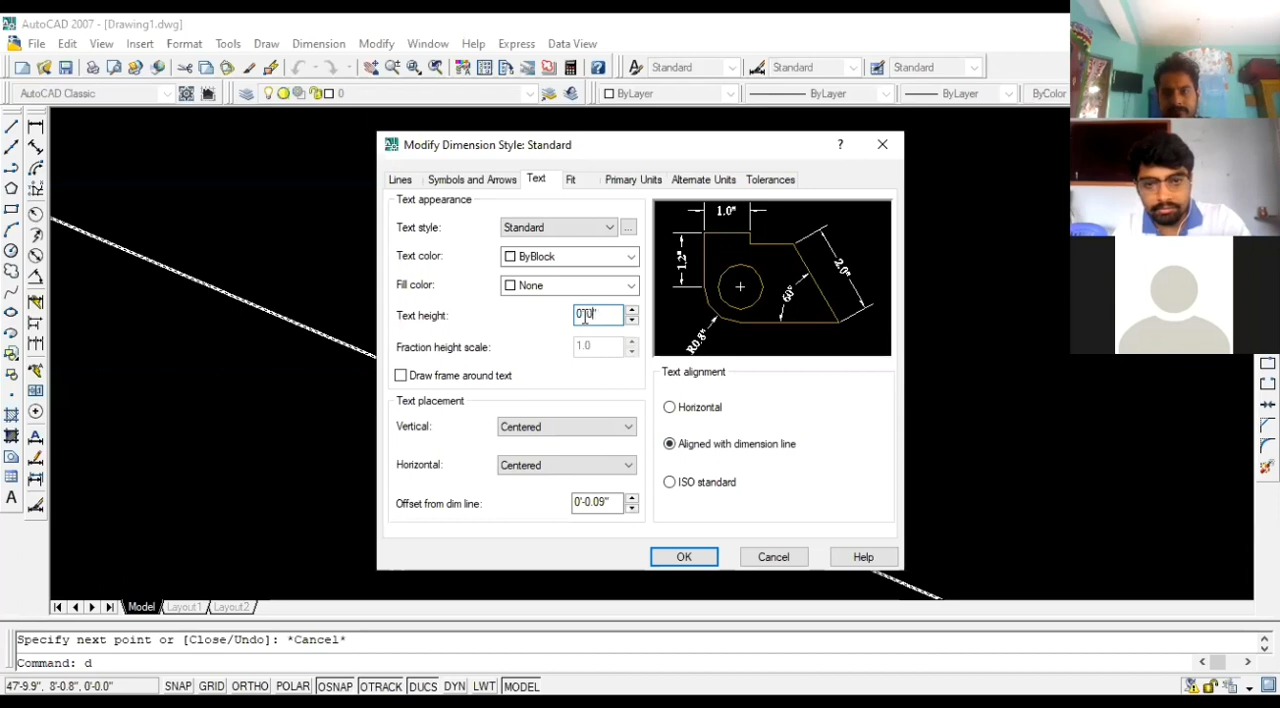 AutoCAD 2007 - [Drawing1.dwg]
File Edit View Insert Format Tools Draw Dimension Modify Window Help Express Data View
Standard Standard Standard
AutoCAD Classic 0 ByLayer ByLayer ByLayer ByColor
Modify Dimension Style: Standard
Lines Symbols and Arrows Text Fit Primary Units Alternate Units Tolerances
Text appearance
Text style: Standard ...
Text color: ByBlock
Fill color: None
Text height:
Fraction height scale: 1.0
Draw frame around text
Text placement
Vertical: Centered
Horizontal: Centered
Offset from dim line: 0'-0.09"
1.0"
1.2"
2.0"
60°
R0.8"
Text alignment
Horizontal
Aligned with dimension line
ISO standard
OK Cancel Help
Model Layout1 Layout2
Specify next point or [Close/Undo]: *Cancel*
Command: d
47'-9.9", 8'-0.8", 0'-0.0" SNAP GRID ORTHO POLAR OSNAP OTRACK DUCS DYN LWT MODEL